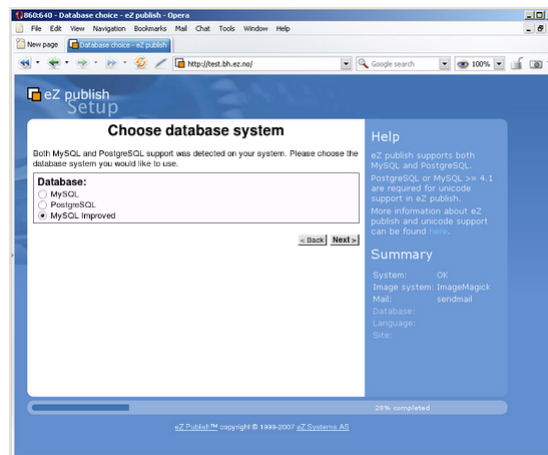 860x640 - Database choice - eZ publish - Opera
File Edit View Navigation Bookmarks Mail Chat Tools Window Help
New page Database choice - eZ publish
http://test.bh.ez.no/ Google search 100%
eZ publish
Setup
Choose database system
Both MySQL and PostgreSQL support was detected on your system. Please choose the
database system you would like to use.
Database:
MySQL
PostgreSQL
MySQL Improved
< Back Next >
Help
eZ publish supports both
MySQL and PostgreSQL.
PostgreSQL or MySQL >= 4.1
are required for unicode
support in eZ publish.
More information about eZ
publish and unicode support
can be found here.
Summary
System: OK
Image system: ImageMagick
Mail: sendmail
Database:
Language:
Site:
28% completed
eZ Publish™ copyright © 1999-2007 eZ Systems AS